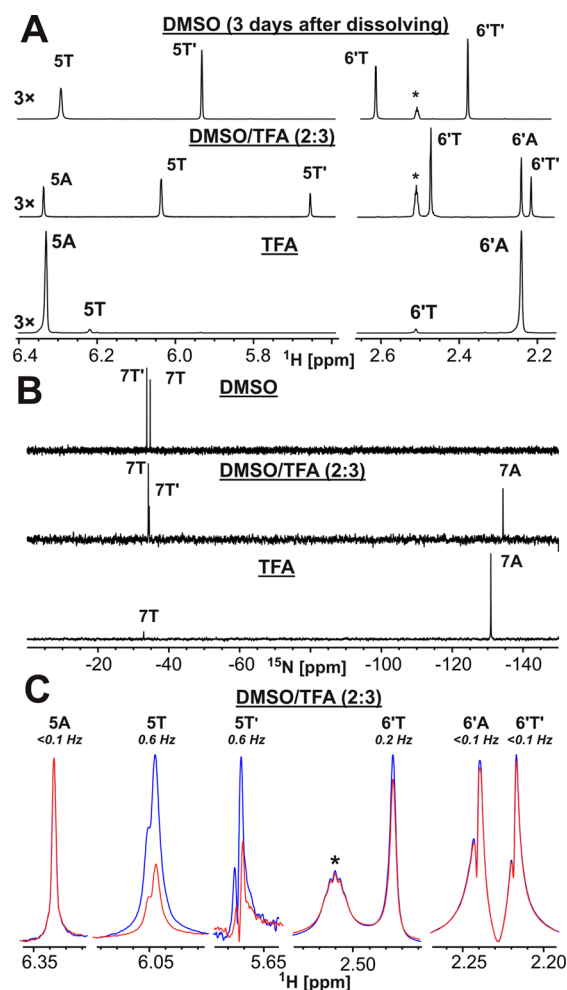 A
DMSO (3 days after dissolving)
5T 5T' 6'T * 6'T'
3×
DMSO/TFA (2:3)
5A 5T 5T' * 6'T 6'A 6'T'
3×
TFA
5A 5T 6'T 6'A
3×
6.4 6.2 6.0 5.8 2.6 2.4 2.2
¹H [ppm]
B
7T' 7T
DMSO
DMSO/TFA (2:3)
7T 7T' 7A
TFA
7T 7A
-20 -40 -60 -80 -100 -120 -140
¹⁵N [ppm]
C
DMSO/TFA (2:3)
5A 5T 5T' 6'T 6'A 6'T'
<0.1 Hz 0.6 Hz 0.6 Hz 0.2 Hz <0.1 Hz <0.1 Hz
*
6.35 6.05 5.65 2.50 2.25 2.20
¹H [ppm]